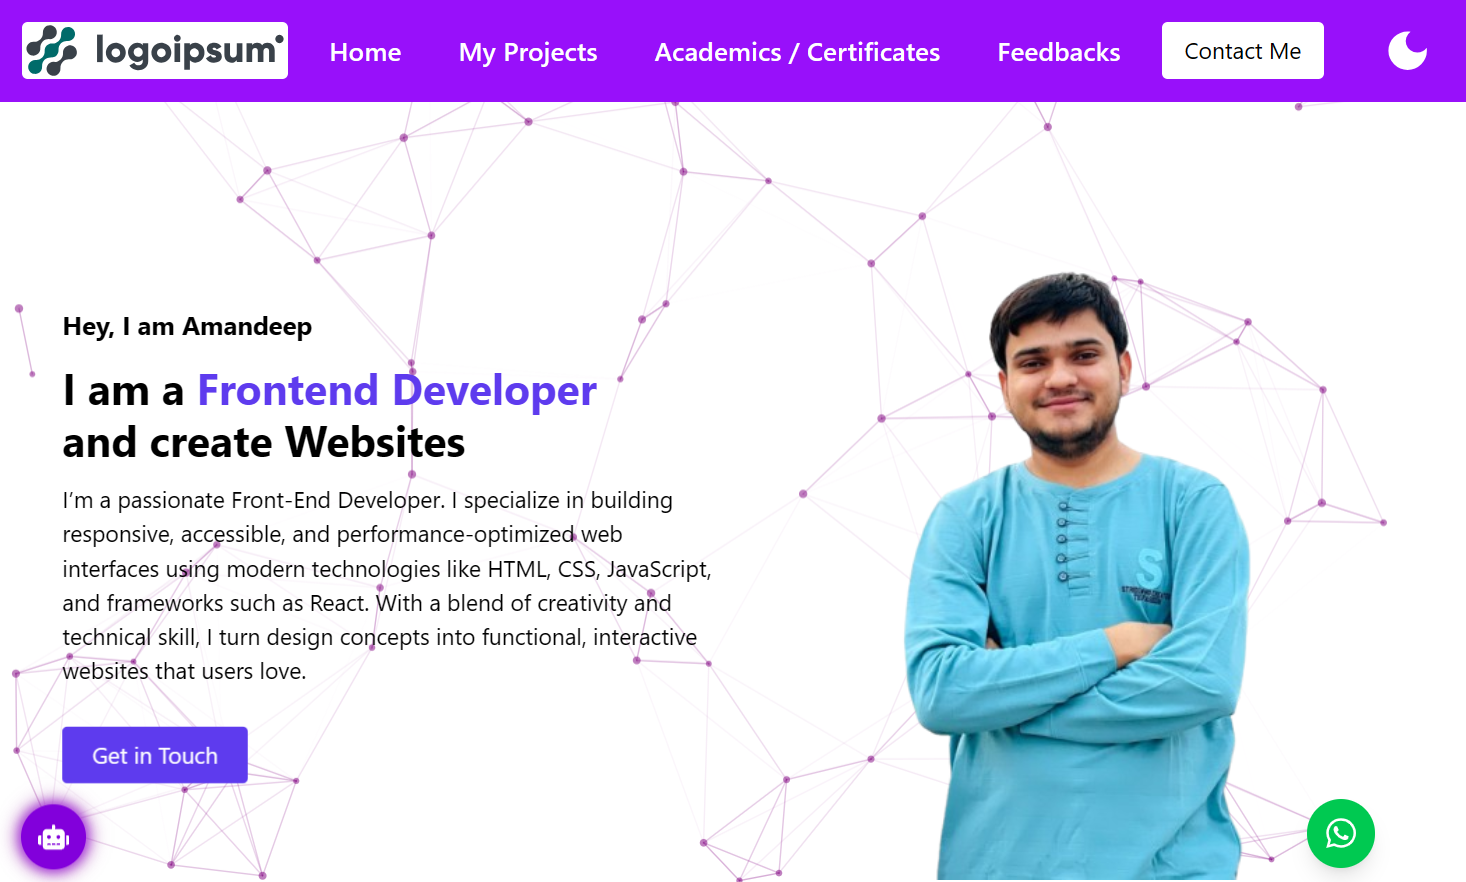 logoipsum
Home
My Projects
Academics / Certificates
Feedbacks
Contact Me
Hey, I am Amandeep
I am a Frontend Developer
and create Websites
I’m a passionate Front-End Developer. I specialize in building
responsive, accessible, and performance-optimized web
interfaces using modern technologies like HTML, CSS, JavaScript,
and frameworks such as React. With a blend of creativity and
technical skill, I turn design concepts into functional, interactive
websites that users love.
Get in Touch
S